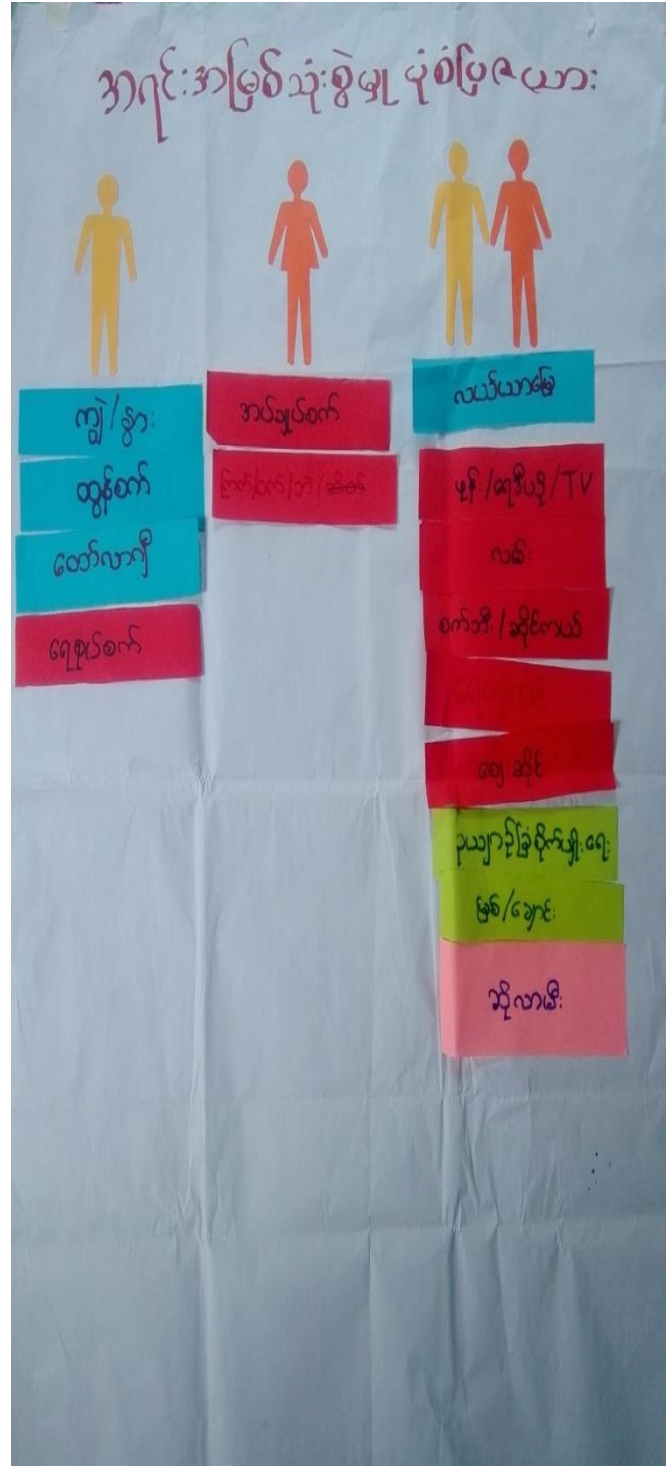 အရင်းအမြစ်သုံးစွဲမှု ပုံစံပြဇယား
ကျွဲ/နွား
ထွန်စက်
ထော်လာဂျီ
ရေစုပ်စက်
အပ်ချုပ်စက်
ကြက်/ဝက်/ဘဲ/ဆိတ်
လယ်ယာမြေ
ဖုန်း/ရေဒီယို/TV
လမ်း
စက်ဘီး/ဆိုင်ကယ်
ဈေးဆိုင်
ဥယျာဉ်ခြံစိုက်ပျိုးရေး
မြစ်/ချောင်း
ဆိုလာမီး